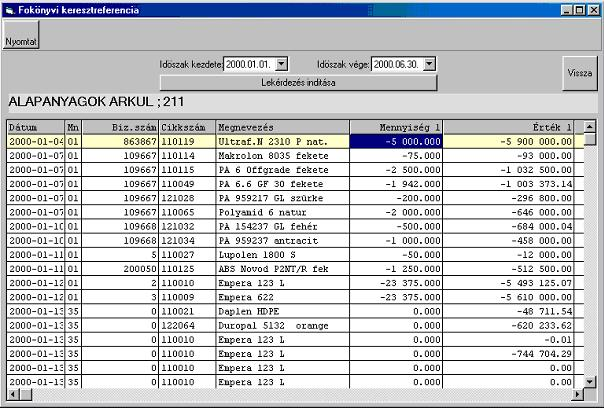 Fokönyvi keresztreferencia
Nyomtat
Időszak kezdete: 2000.01.01. Időszak vége: 2000.06.30.
Lekérdezés indítása
Vissza
ALAPANYAGOK ARKUL ; 211
Dátum Mn Biz.szám Cikkszám Megnevezés Mennyiség 1 Érték 1
2000-01-04 01 863867 110119 Ultraf.N 2310 P nat. -5 000.000 -5 900 000.00
2000-01-07 01 109667 110114 Makrolon 8035 fekete -75.000 -93 000.00
2000-01-07 01 109667 110115 PA 6 Offgrade fekete -2 500.000 -1 032 500.00
2000-01-07 01 109667 110049 PA 6.6 GF 30 fekete -1 942.000 -1 003 373.14
2000-01-07 01 109667 121028 PA 959217 GL szürke -200.000 -296 800.00
2000-01-07 01 109667 110065 Polyamid 6 natur -2 000.000 -646 000.00
2000-01-10 01 109668 121032 PA 154237 GL fehér -500.000 -684 000.04
2000-01-10 01 109668 121034 PA 959237 antracit -1 000.000 -458 000.00
2000-01-11 01 5 110027 Lupolen 1800 S -50.000 -12 000.00
2000-01-11 01 200050 110125 ABS Novod P2NT/R fek -1 250.000 -512 500.00
2000-01-12 01 2 110010 Empera 123 L -23 375.000 -5 493 125.07
2000-01-12 01 3 110009 Empera 622 -23 375.000 -5 610 000.00
2000-01-13 35 0 110021 Daplen HDPE 0.000 -48 711.54
2000-01-13 35 0 122064 Duropal 5132 orange 0.000 -620 233.62
2000-01-13 35 0 110010 Empera 123 L 0.000 -0.01
2000-01-13 35 0 110010 Empera 123 L 0.000 -744 704.29
2000-01-13 35 0 110010 Empera 123 L 0.000 0.00
2000-01-13 35 0 110010 Empera 123 L 0.000 0.00